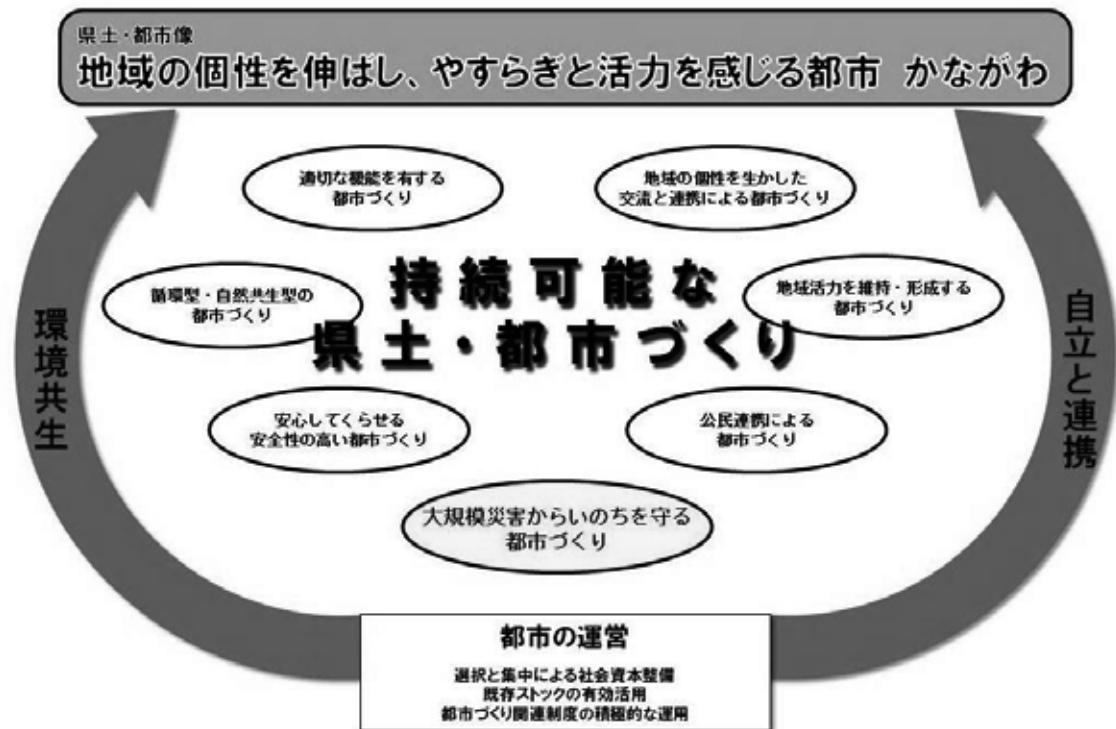 県土・都市像
地域の個性を伸ばし、やすらぎと活力を感じる都市 かながわ
適切な機能を有する
都市づくり
地域の個性を生かした
交流と連携による都市づくり
循環型・自然共生型の
都市づくり
持続可能な
県土・都市づくり
地域活力を維持・形成する
都市づくり
環境共生
自立と連携
安心してくらせる
安全性の高い都市づくり
公民連携による
都市づくり
大規模災害からいのちを守る
都市づくり
都市の運営
選択と集中による社会資本整備
既存ストックの有効活用
都市づくり関連制度の積極的な運用